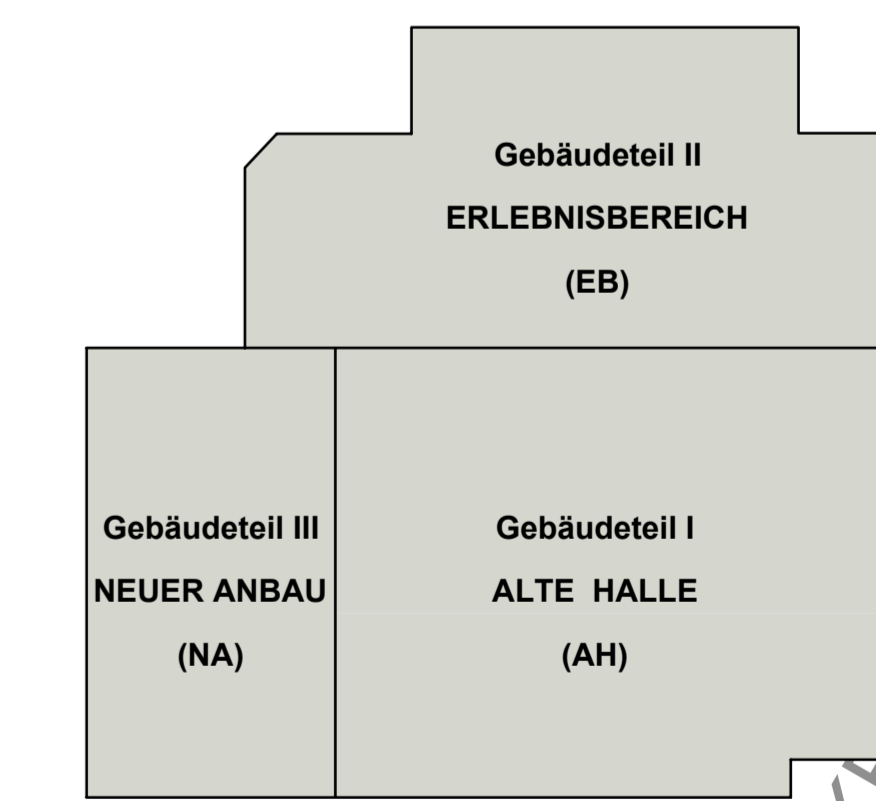 Gebäudeteil II
ERLEBNISBEREICH
(EB)
Gebäudeteil III
NEUER ANBAU
(NA)
Gebäudeteil I
ALTE HALLE
(AH)